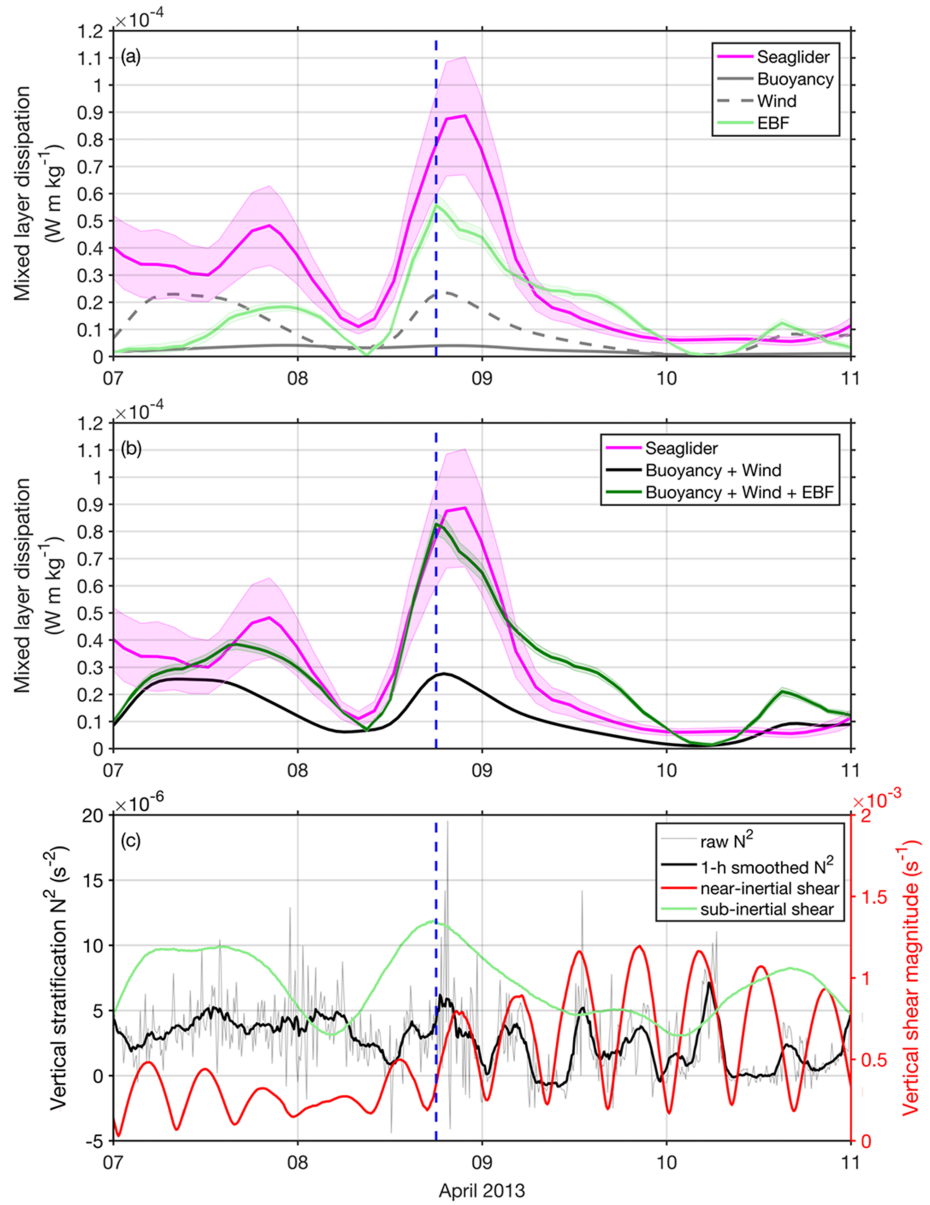 ×10⁻⁴
(a)
1.2
1.1
1
0.9
0.8
0.7
0.6
0.5
0.4
0.3
0.2
0.1
0
Mixed layer dissipation
(W m kg⁻¹)
Seaglider
Buoyancy
Wind
EBF
07 08 09 10 11
×10⁻⁴
(b)
1.2
1.1
1
0.9
0.8
0.7
0.6
0.5
0.4
0.3
0.2
0.1
0
Mixed layer dissipation
(W m kg⁻¹)
Seaglider
Buoyancy + Wind
Buoyancy + Wind + EBF
07 08 09 10 11
×10⁻⁶
×10⁻³
(c)
20
15
10
5
0
-5
Vertical stratification N² (s⁻²)
raw N²
1-h smoothed N²
near-inertial shear
sub-inertial shear
2
1.5
1
0.5
0
Vertical shear magnitude (s⁻¹)
07 08 09 10 11
April 2013